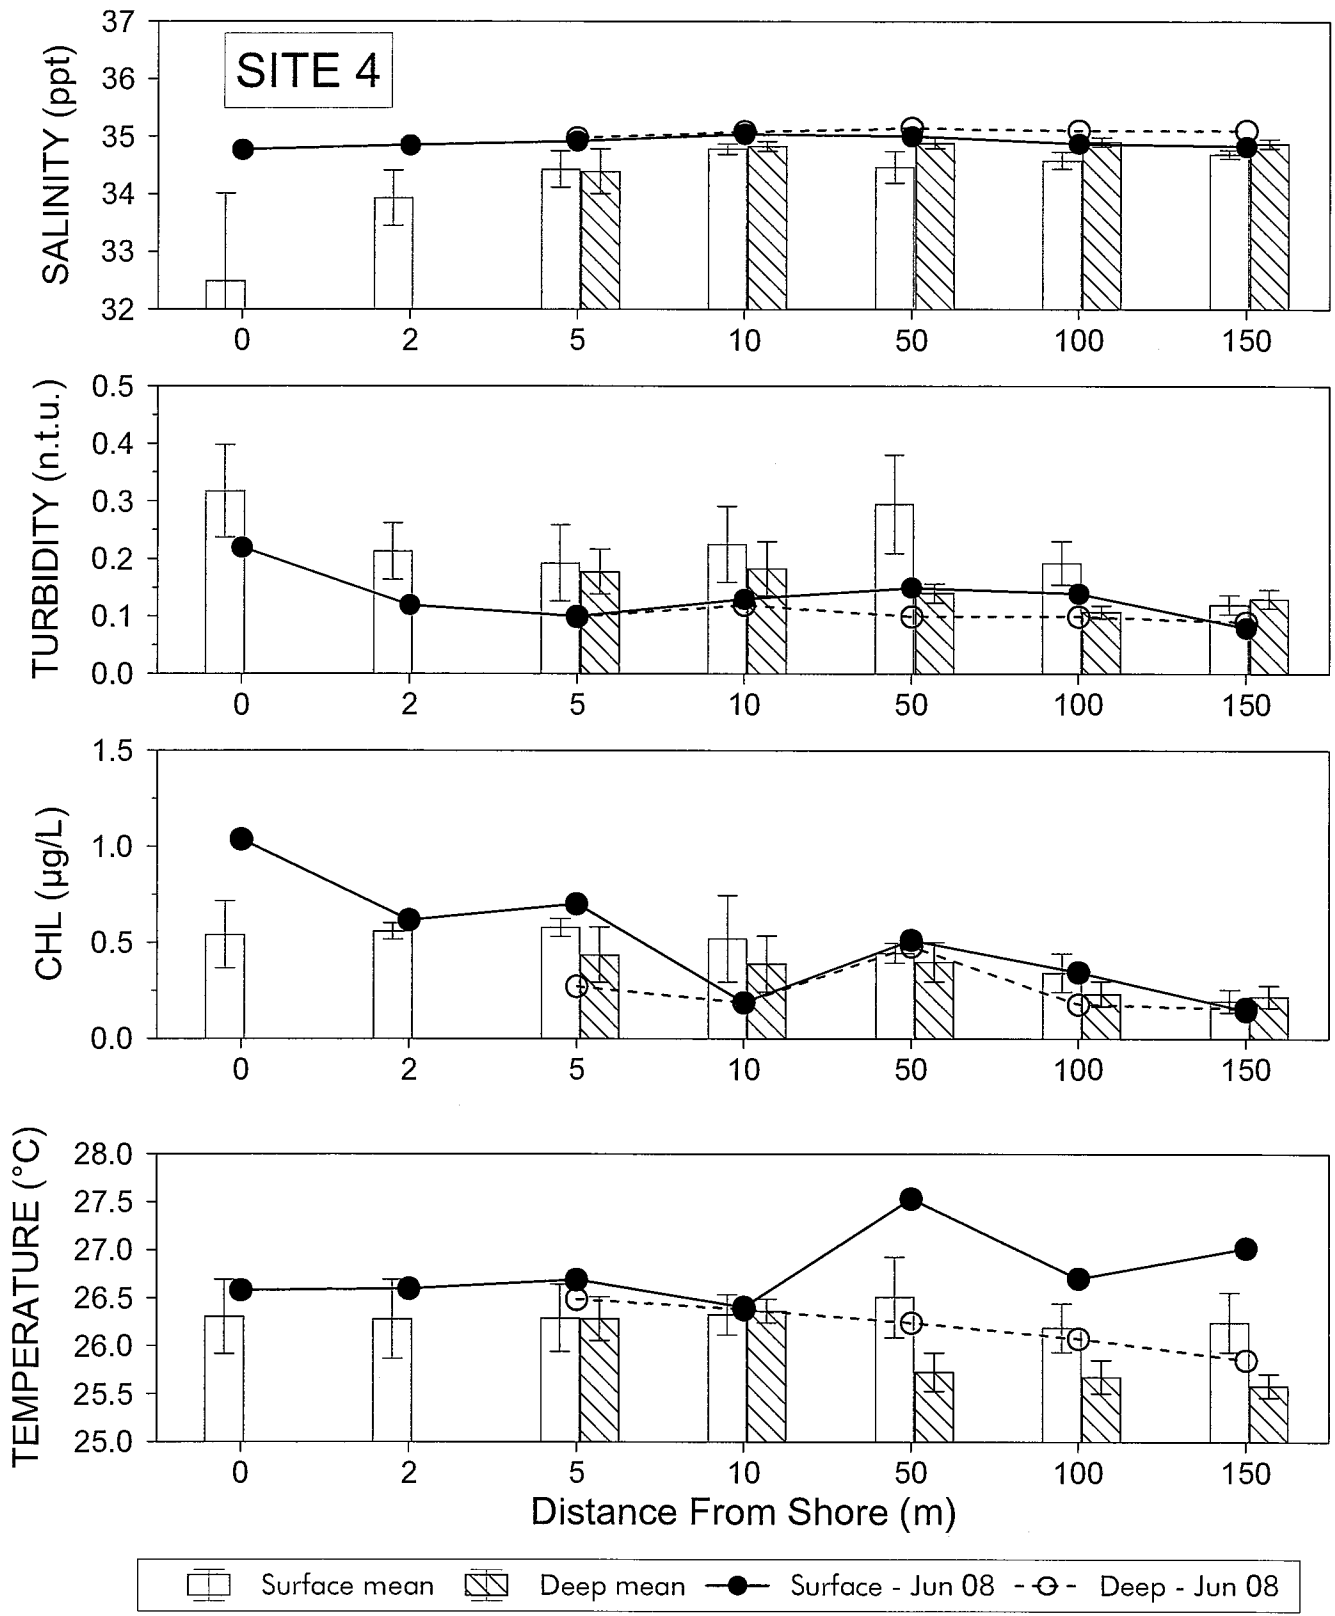 SITE 4
SALINITY (ppt)
37
36
35
34
33
32
0 2 5 10 50 100 150
TURBIDITY (n.t.u.)
0.5
0.4
0.3
0.2
0.1
0.0
0 2 5 10 50 100 150
CHL (µg/L)
1.5
1.0
0.5
0.0
0 2 5 10 50 100 150
TEMPERATURE (°C)
28.0
27.5
27.0
26.5
26.0
25.5
25.0
0 2 5 10 50 100 150
Distance From Shore (m)
Surface mean Deep mean Surface - Jun 08 Deep - Jun 08